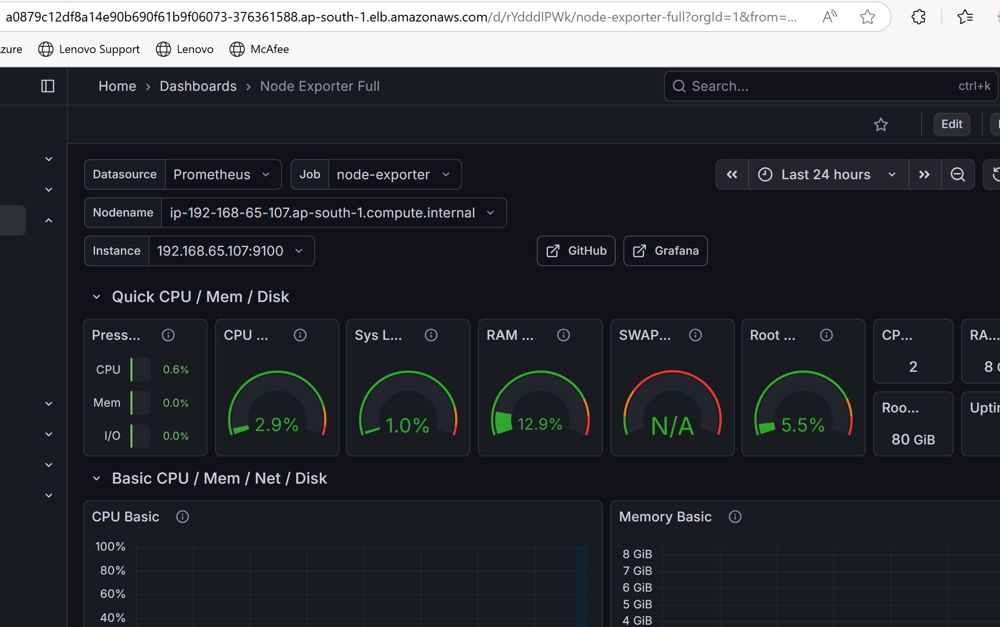 a0879c12df8a14e90b690f61b9f06073-376361588.ap-south-1.elb.amazonaws.com/d/rYdddlPWk/node-exporter-full?orgId=1&from=...
zure Lenovo Support Lenovo McAfee
Home › Dashboards › Node Exporter Full Search... ctrl+k
Edit
Datasource Prometheus Job node-exporter Last 24 hours
Nodename ip-192-168-65-107.ap-south-1.compute.internal
Instance 192.168.65.107:9100 GitHub Grafana
Quick CPU / Mem / Disk
Press... CPU ... Sys L... RAM ... SWAP... Root ... CP... RA...
CPU 0.6%
2 8
Mem 0.0%
Roo... Uptin
I/O 0.0%
2.9% 1.0% 12.9% N/A 5.5%
80 GiB
Basic CPU / Mem / Net / Disk
CPU Basic Memory Basic
100%
80%
60%
40%
8 GiB
7 GiB
6 GiB
5 GiB
4 GiB